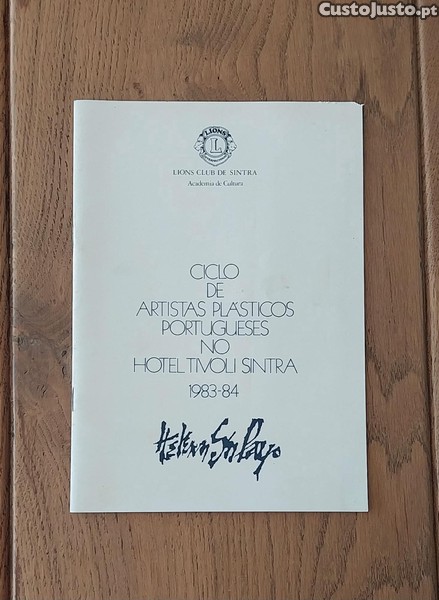 CustoJusto.pt
LIONS
L
LIONS CLUB DE SINTRA
Academia de Cultura
CICLO
DE
ARTISTAS PLÁSTICOS
PORTUGUESES
NO
HOTEL TIVOLI SINTRA
1983-84